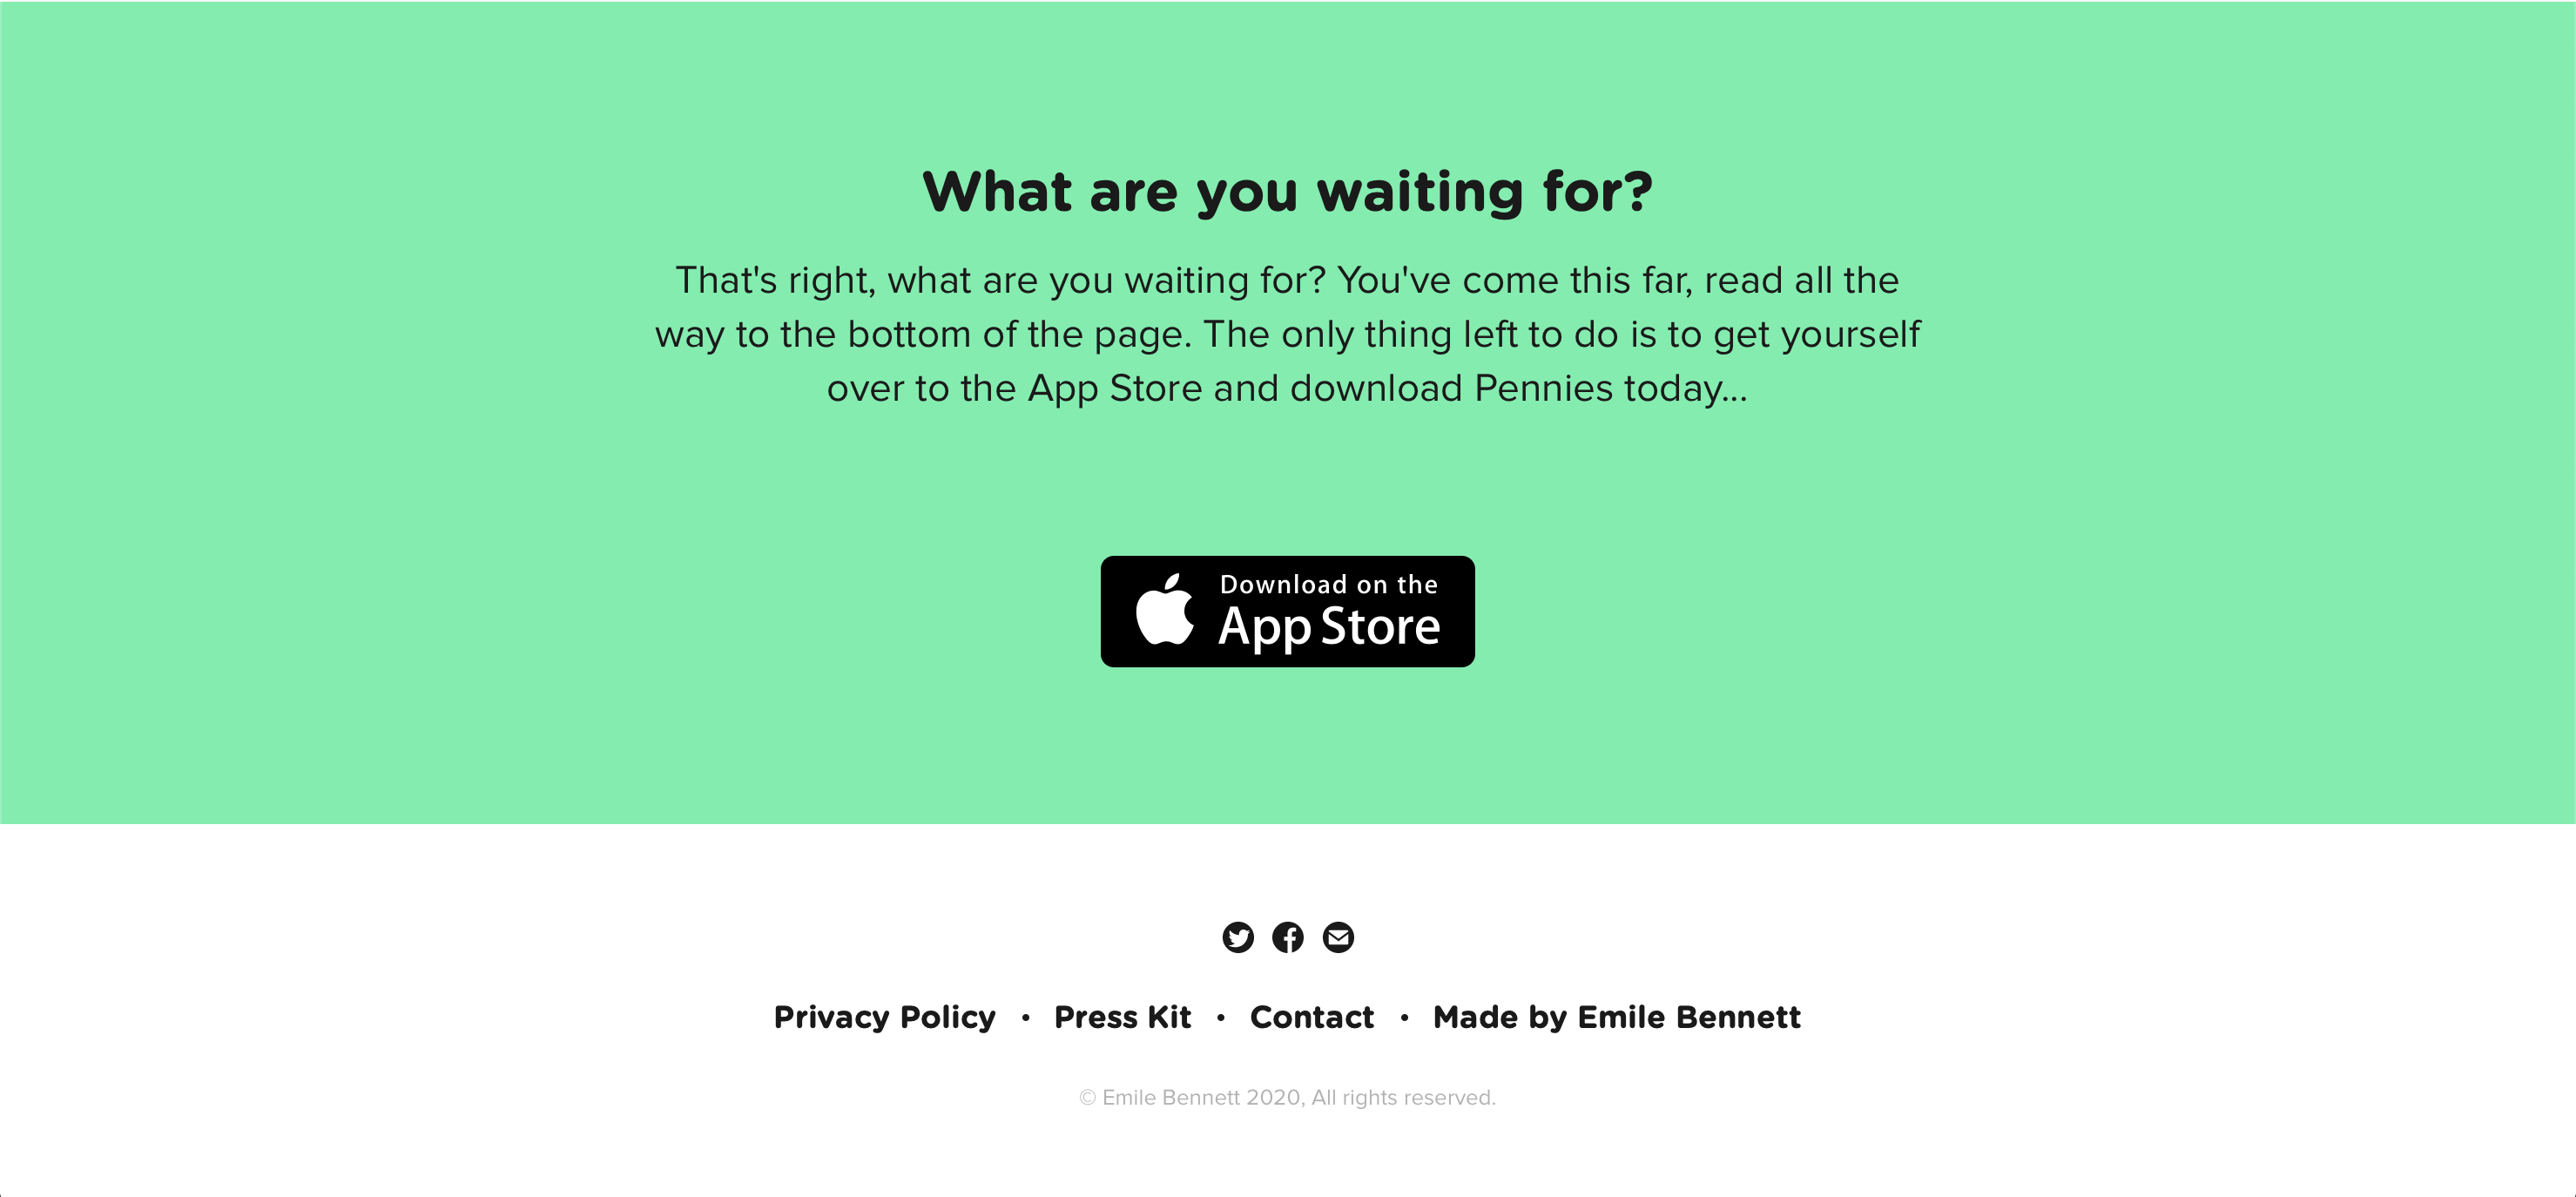 What are you waiting for?
That's right, what are you waiting for? You've come this far, read all the
way to the bottom of the page. The only thing left to do is to get yourself
over to the App Store and download Pennies today...
Download on the
App Store
Privacy Policy • Press Kit • Contact • Made by Emile Bennett
© Emile Bennett 2020, All rights reserved.